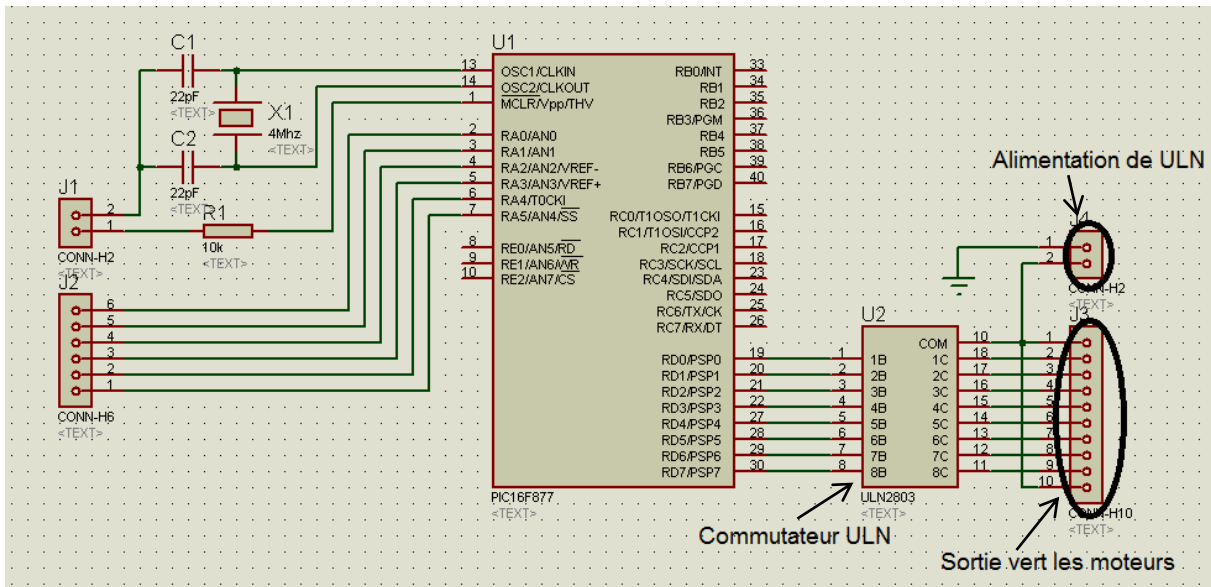 C1
22pF
<TEXT>
X1
4Mhz
<TEXT>
C2
22pF
<TEXT>
J1
2
1
CONN-H2
<TEXT>
R1
10k
<TEXT>
J2
6
5
4
3
2
1
CONN-H6
<TEXT>
U1
13 OSC1/CLKIN
14 OSC2/CLKOUT
1 MCLR/Vpp/THV
2 RA0/AN0
3 RA1/AN1
4 RA2/AN2/VREF-
5 RA3/AN3/VREF+
6 RA4/T0CKI
7 RA5/AN4/SS
8 RE0/AN5/RD
9 RE1/AN6/WR
10 RE2/AN7/CS
RB0/INT 33
RB1 34
RB2 35
RB3/PGM 36
RB4 37
RB5 38
RB6/PGC 39
RB7/PGD 40
RC0/T1OSO/T1CKI 15
RC1/T1OSI/CCP2 16
RC2/CCP1 17
RC3/SCK/SCL 18
RC4/SDI/SDA 23
RC5/SDO 24
RC6/TX/CK 25
RC7/RX/DT 26
RD0/PSP0 19
RD1/PSP1 20
RD2/PSP2 21
RD3/PSP3 22
RD4/PSP4 27
RD5/PSP5 28
RD6/PSP6 29
RD7/PSP7 30
PIC16F877
<TEXT>
U2
1 1B
2 2B
3 3B
4 4B
5 5B
6 6B
7 7B
8 8B
COM 10
1C 18
2C 17
3C 16
4C 15
5C 14
6C 13
7C 12
8C 11
ULN2803
<TEXT>
Commutateur ULN
Alimentation de ULN
J4
1
2
CONN-H2
<TEXT>
J3
1
2
3
4
5
6
7
8
9
10
CONN-H10
<TEXT>
Sortie vert les moteurs